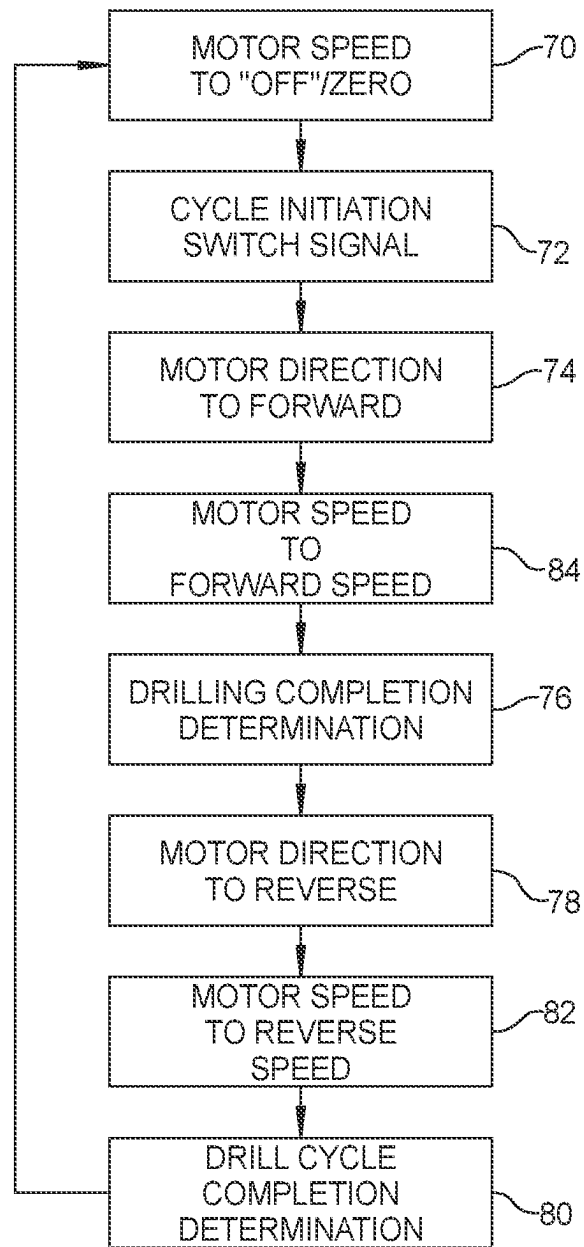 MOTOR SPEED
TO "OFF"/ZERO
70
CYCLE INITIATION
SWITCH SIGNAL
72
MOTOR DIRECTION
TO FORWARD
74
MOTOR SPEED
TO
FORWARD SPEED
84
DRILLING COMPLETION
DETERMINATION
76
MOTOR DIRECTION
TO REVERSE
78
MOTOR SPEED
TO REVERSE
SPEED
82
DRILL CYCLE
COMPLETION
DETERMINATION
80